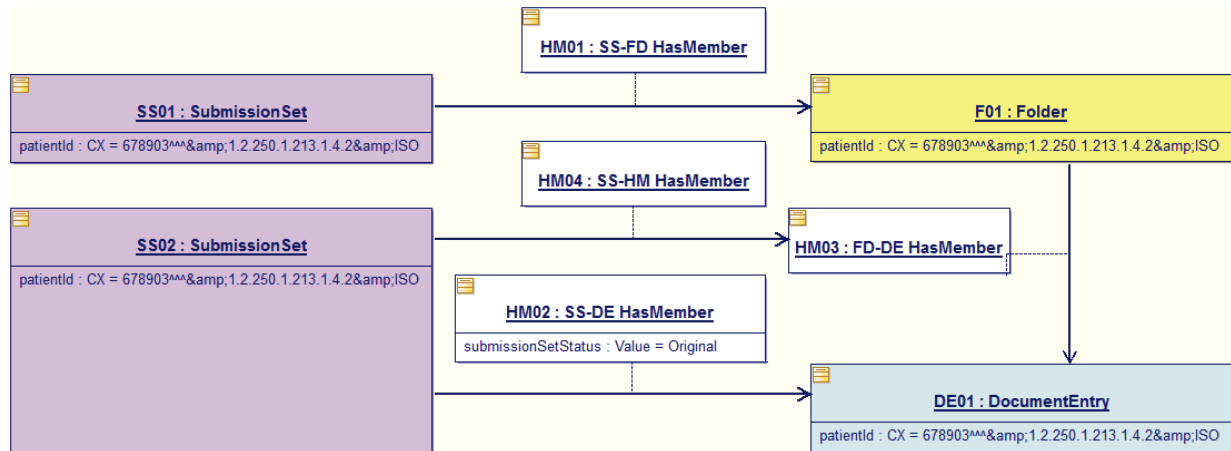 HM01 : SS-FD HasMember
SS01 : SubmissionSet
patientId : CX = 678903^^^&amp;1.2.250.1.213.1.4.2&amp;ISO
F01 : Folder
patientId : CX = 678903^^^&amp;1.2.250.1.213.1.4.2&amp;ISO
HM04 : SS-HM HasMember
SS02 : SubmissionSet
patientId : CX = 678903^^^&amp;1.2.250.1.213.1.4.2&amp;ISO
HM03 : FD-DE HasMember
HM02 : SS-DE HasMember
submissionSetStatus : Value = Original
DE01 : DocumentEntry
patientId : CX = 678903^^^&amp;1.2.250.1.213.1.4.2&amp;ISO